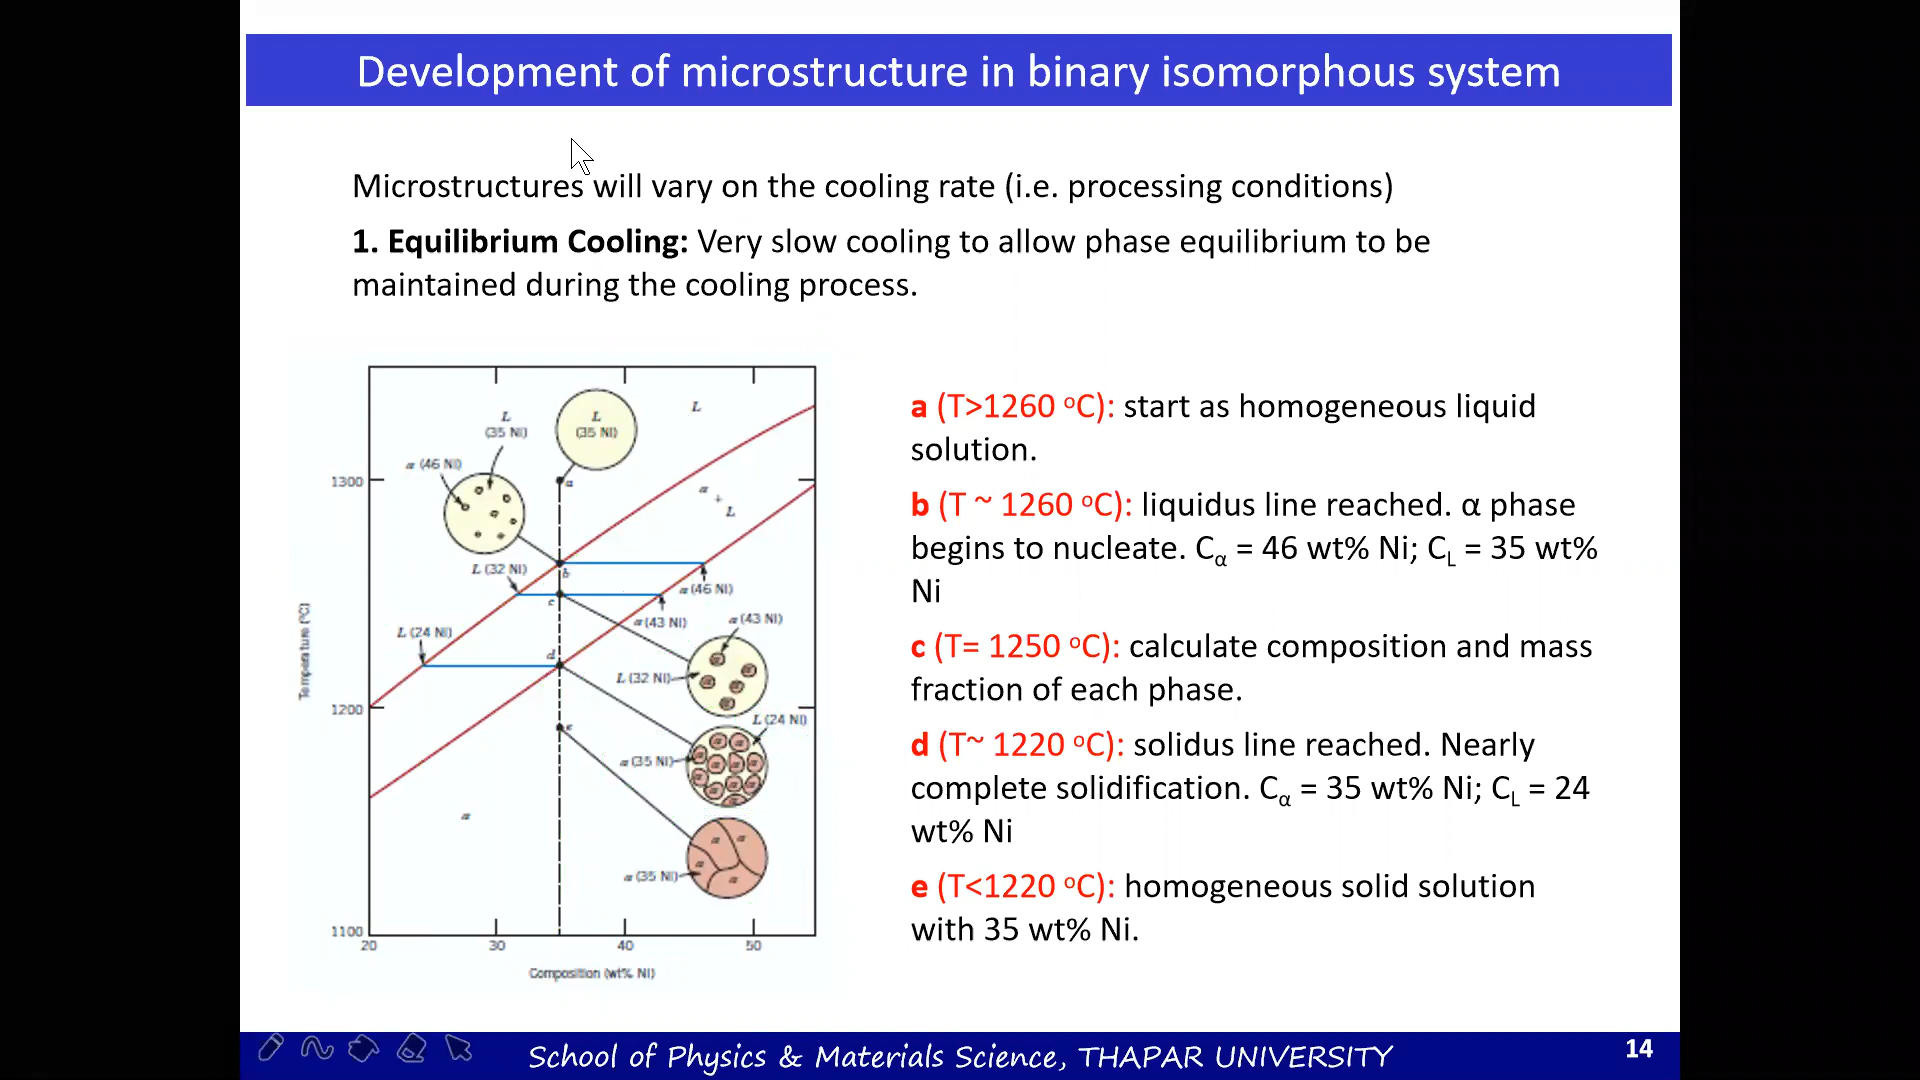 Development of microstructure in binary isomorphous system
Microstructures will vary on the cooling rate (i.e. processing conditions)
1. Equilibrium Cooling: Very slow cooling to allow phase equilibrium to be
maintained during the cooling process.
L
(35 Ni)
L
(35 Ni)
L
α (46 Ni)
1300
a
α
+
L
L (32 Ni)
b
α (46 Ni)
c
α (43 Ni)
α (43 Ni)
L (24 Ni)
d
L (32 Ni)
Temperature (°C)
1200
L (24 Ni)
e
α (35 Ni)
α
α (35 Ni)
α
α
α
α
1100
20
30
40
50
Composition (wt% Ni)
a (T>1260 °C): start as homogeneous liquid
solution.
b (T ~ 1260 °C): liquidus line reached. α phase
begins to nucleate. Cα = 46 wt% Ni; CL = 35 wt%
Ni
c (T= 1250 °C): calculate composition and mass
fraction of each phase.
d (T~ 1220 °C): solidus line reached. Nearly
complete solidification. Cα = 35 wt% Ni; CL = 24
wt% Ni
e (T<1220 °C): homogeneous solid solution
with 35 wt% Ni.
School of Physics & Materials Science, THAPAR UNIVERSITY
14